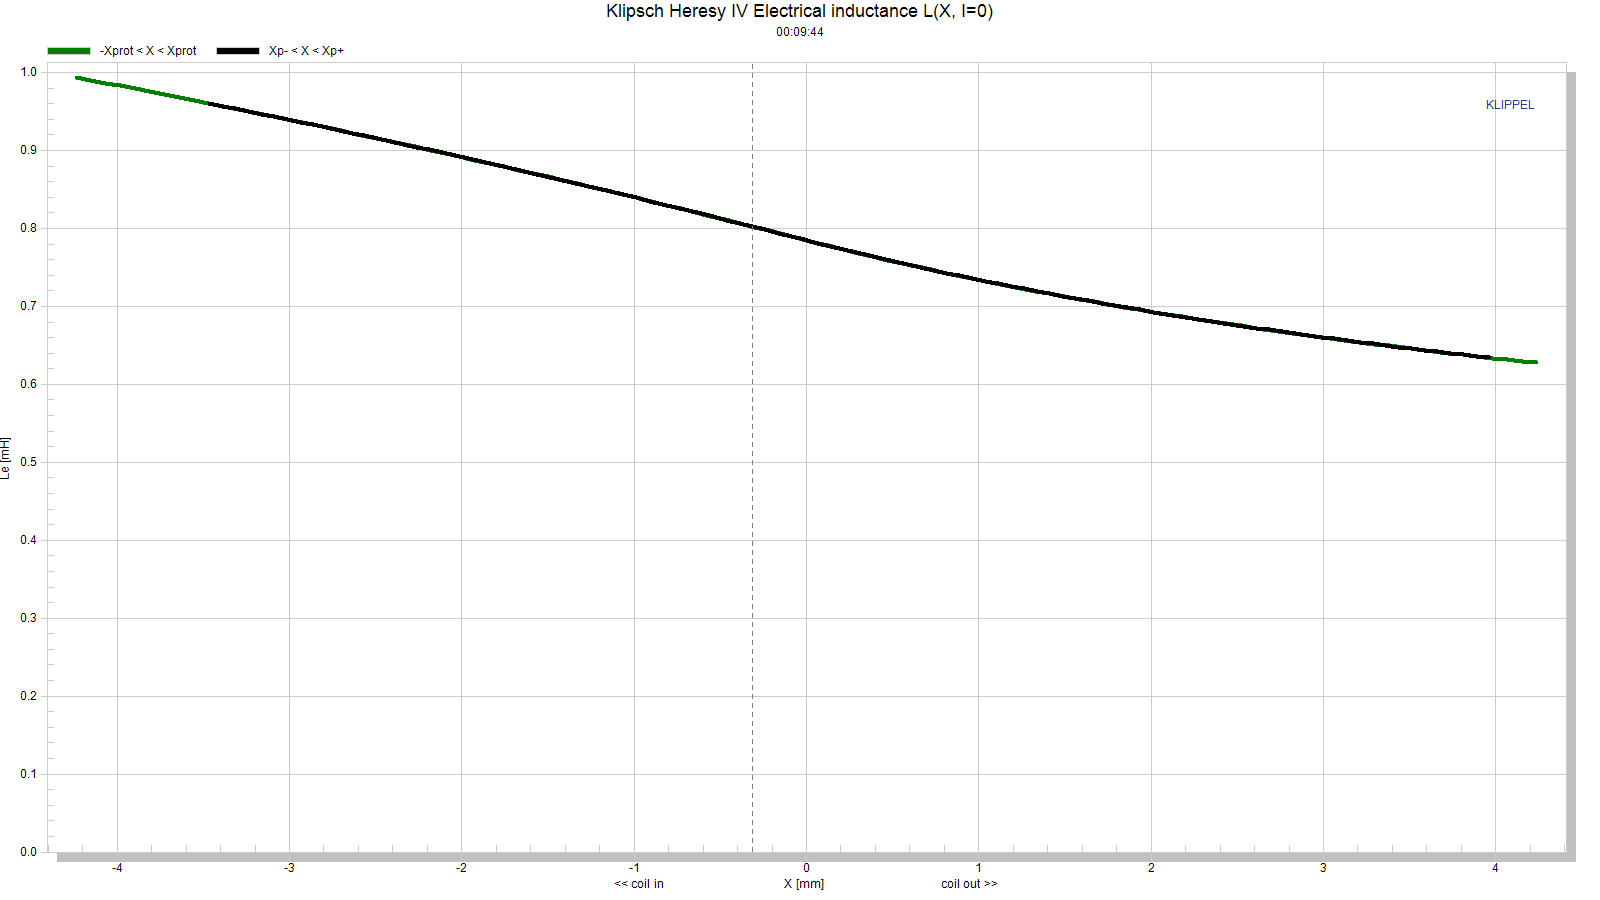 Klipsch Heresy IV Electrical inductance L(X, I=0)
00:09:44
-Xprot < X < Xprot Xp- < X < Xp+
KLIPPEL
1.0
0.9
0.8
0.7
0.6
0.5
0.4
0.3
0.2
0.1
0.0
Le [mH]
-4 -3 -2 -1 0 1 2 3 4
<< coil in X [mm] coil out >>